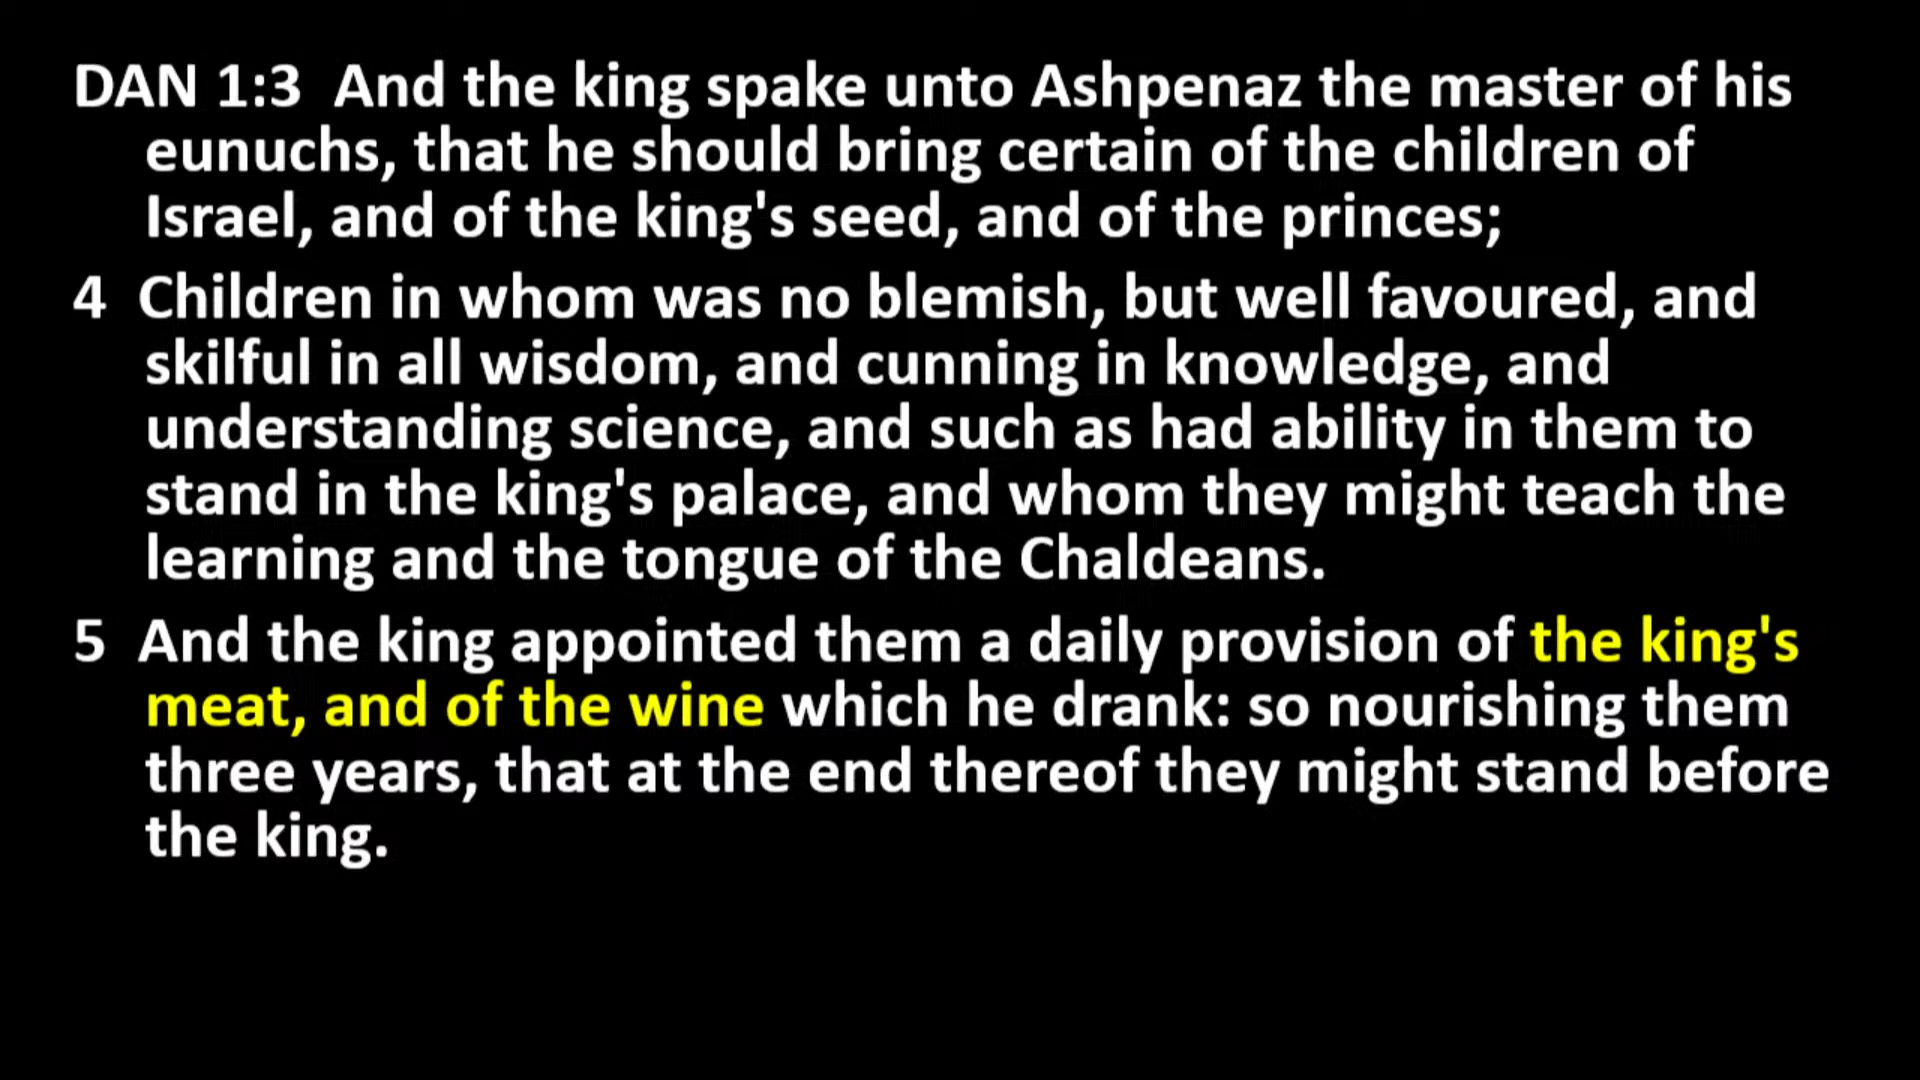 DAN 1:3 And the king spake unto Ashpenaz the master of his
eunuchs, that he should bring certain of the children of
Israel, and of the king's seed, and of the princes;
4 Children in whom was no blemish, but well favoured, and
skilful in all wisdom, and cunning in knowledge, and
understanding science, and such as had ability in them to
stand in the king's palace, and whom they might teach the
learning and the tongue of the Chaldeans.
5 And the king appointed them a daily provision of the king's
meat, and of the wine which he drank: so nourishing them
three years, that at the end thereof they might stand before
the king.